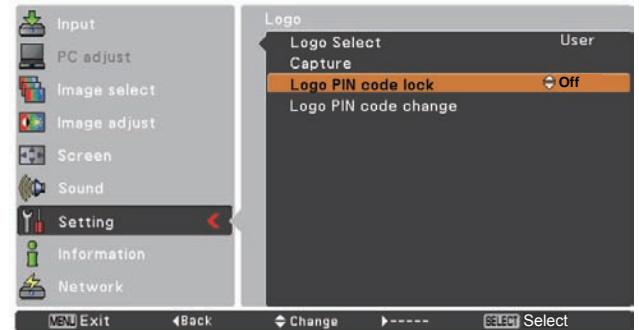 Input
PC adjust
Image select
Image adjust
Screen
Sound
Setting
Information
Network
Logo
Logo Select User
Capture
Logo PIN code lock Off
Logo PIN code change
MENU Exit Back Change ----- SELECT Select